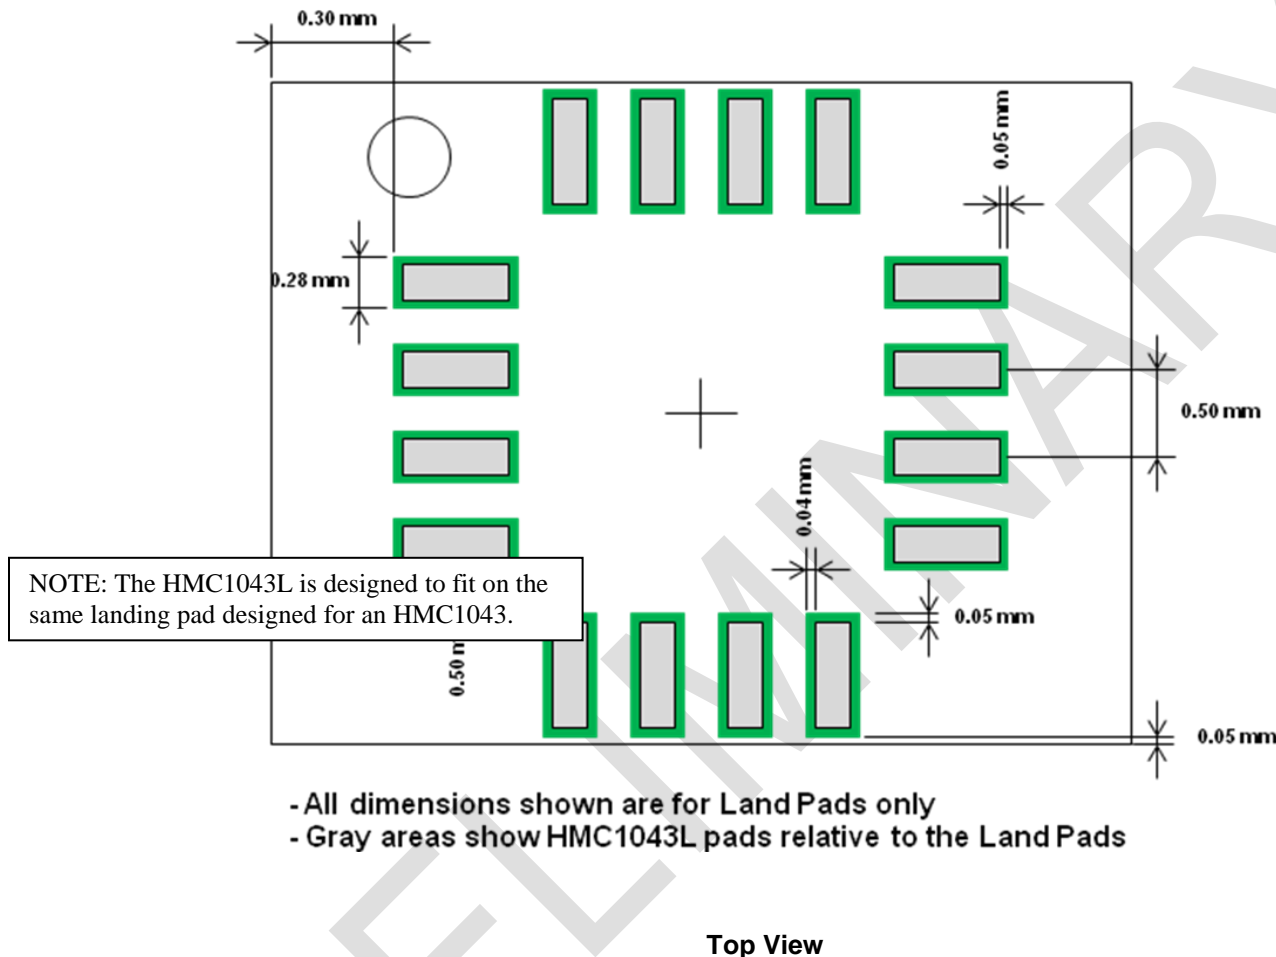 0.30 mm
0.05 mm
0.28 mm
0.50 mm
0.04 mm
NOTE: The HMC1043L is designed to fit on the
same landing pad designed for an HMC1043.
0.05 mm
0.50
0.05 mm
- All dimensions shown are for Land Pads only
- Gray areas show HMC1043L pads relative to the Land Pads
Top View